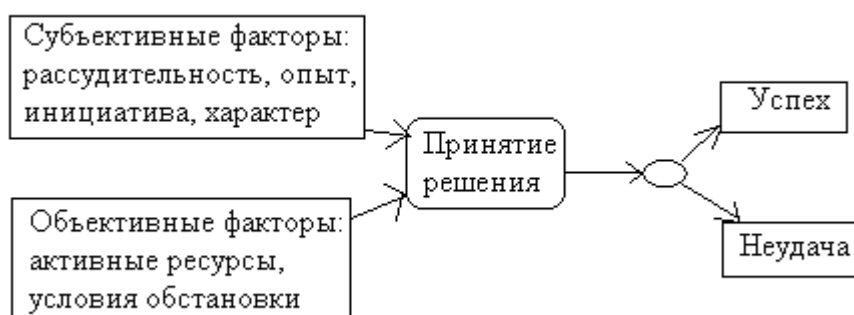 Субъективные факторы:
рассудительность, опыт,
инициатива, характер
Объективные факторы:
активные ресурсы,
условия обстановки
Принятие
решения
Успех
Неудача